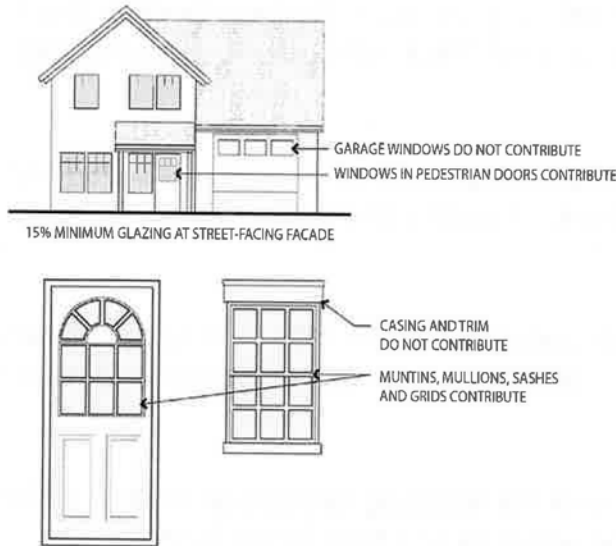 GARAGE WINDOWS DO NOT CONTRIBUTE
WINDOWS IN PEDESTRIAN DOORS CONTRIBUTE
15% MINIMUM GLAZING AT STREET-FACING FACADE
CASING AND TRIM
DO NOT CONTRIBUTE
MUNTINS, MULLIONS, SASHES
AND GRIDS CONTRIBUTE